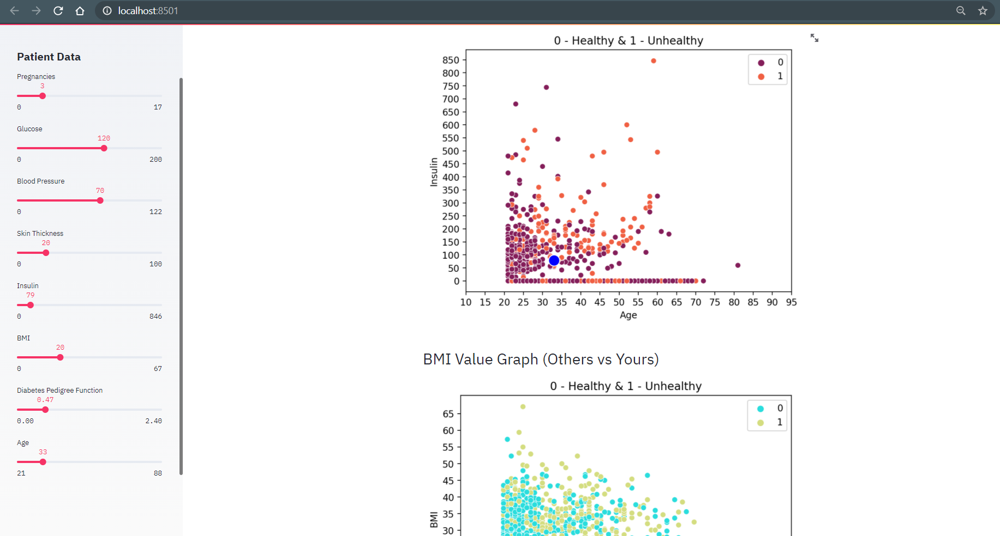 localhost:8501
Patient Data
Pregnancies
3
0 17
Glucose
120
0 200
Blood Pressure
70
0 122
Skin Thickness
20
0 100
Insulin
79
0 846
BMI
20
0 67
Diabetes Pedigree Function
0.47
0.00 2.40
Age
33
21 88
0 - Healthy & 1 - Unhealthy
0
1
850
800
750
700
650
600
550
500
450
400
350
300
250
200
150
100
50
0
Insulin
10 15 20 25 30 35 40 45 50 55 60 65 70 75 80 85 90 95
Age
BMI Value Graph (Others vs Yours)
0 - Healthy & 1 - Unhealthy
0
1
65
60
55
50
45
40
35
30
BMI